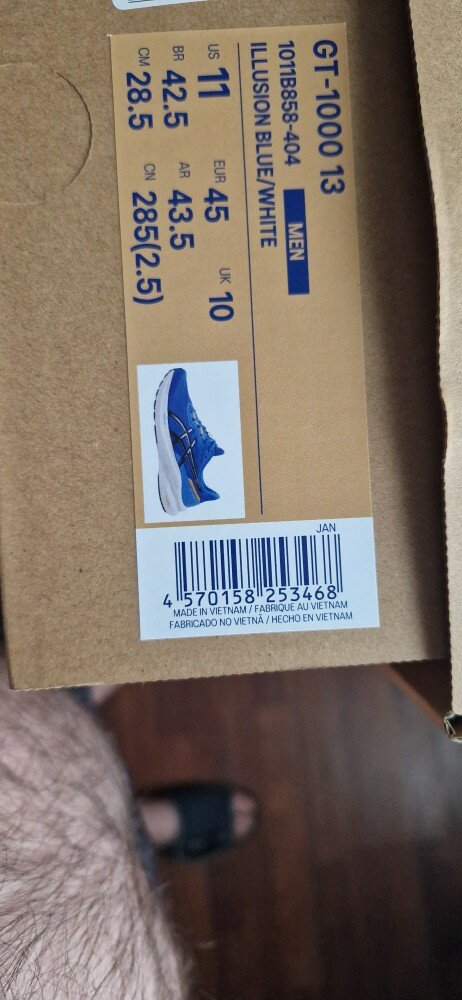 GT-1000 13
1011B858-404 MEN
ILLUSION BLUE/WHITE
US 11 EUR 45 UK 10
BR 42.5 AR 43.5
CM 28.5 CN 285(2.5)
JAN
4 570158 253468
MADE IN VIETNAM / FABRIQUE AU VIETNAM
FABRICADO NO VIETNÃ / HECHO EN VIETNAM